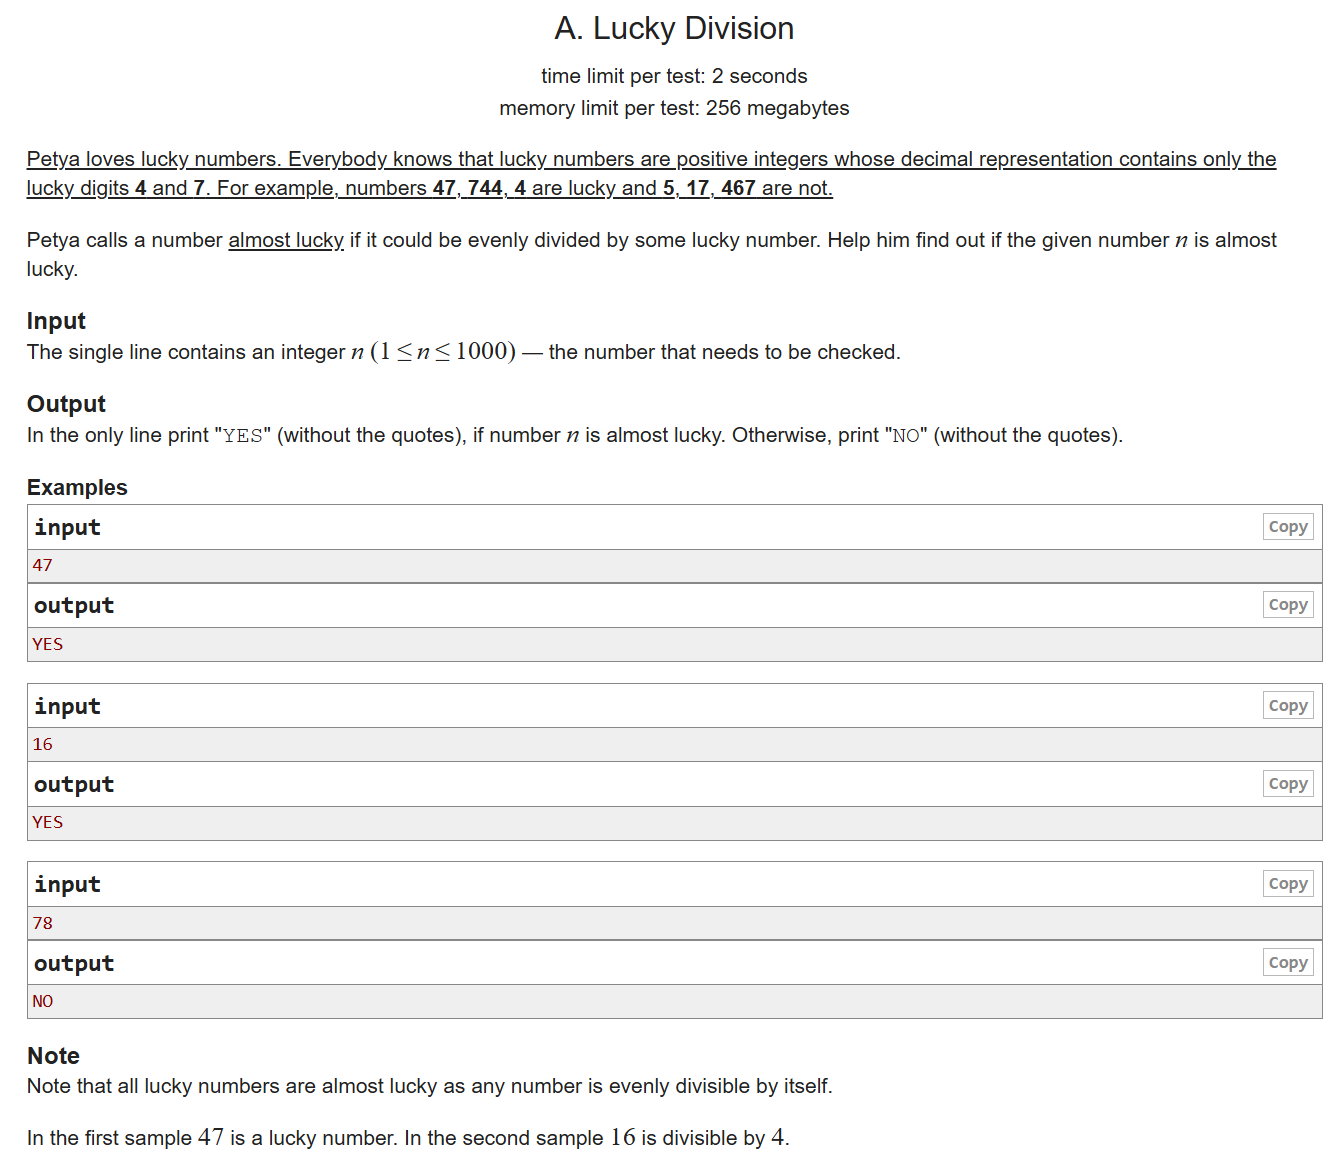 A. Lucky Division
time limit per test: 2 seconds
memory limit per test: 256 megabytes
Petya loves lucky numbers. Everybody knows that lucky numbers are positive integers whose decimal representation contains only the
lucky digits 4 and 7. For example, numbers 47, 744, 4 are lucky and 5, 17, 467 are not.
Petya calls a number almost lucky if it could be evenly divided by some lucky number. Help him find out if the given number n is almost
lucky.
Input
The single line contains an integer n (1 ≤ n ≤ 1000) — the number that needs to be checked.
Output
In the only line print "YES" (without the quotes), if number n is almost lucky. Otherwise, print "NO" (without the quotes).
Examples
input Copy
47
output Copy
YES
input Copy
16
output Copy
YES
input Copy
78
output Copy
NO
Note
Note that all lucky numbers are almost lucky as any number is evenly divisible by itself.
In the first sample 47 is a lucky number. In the second sample 16 is divisible by 4.